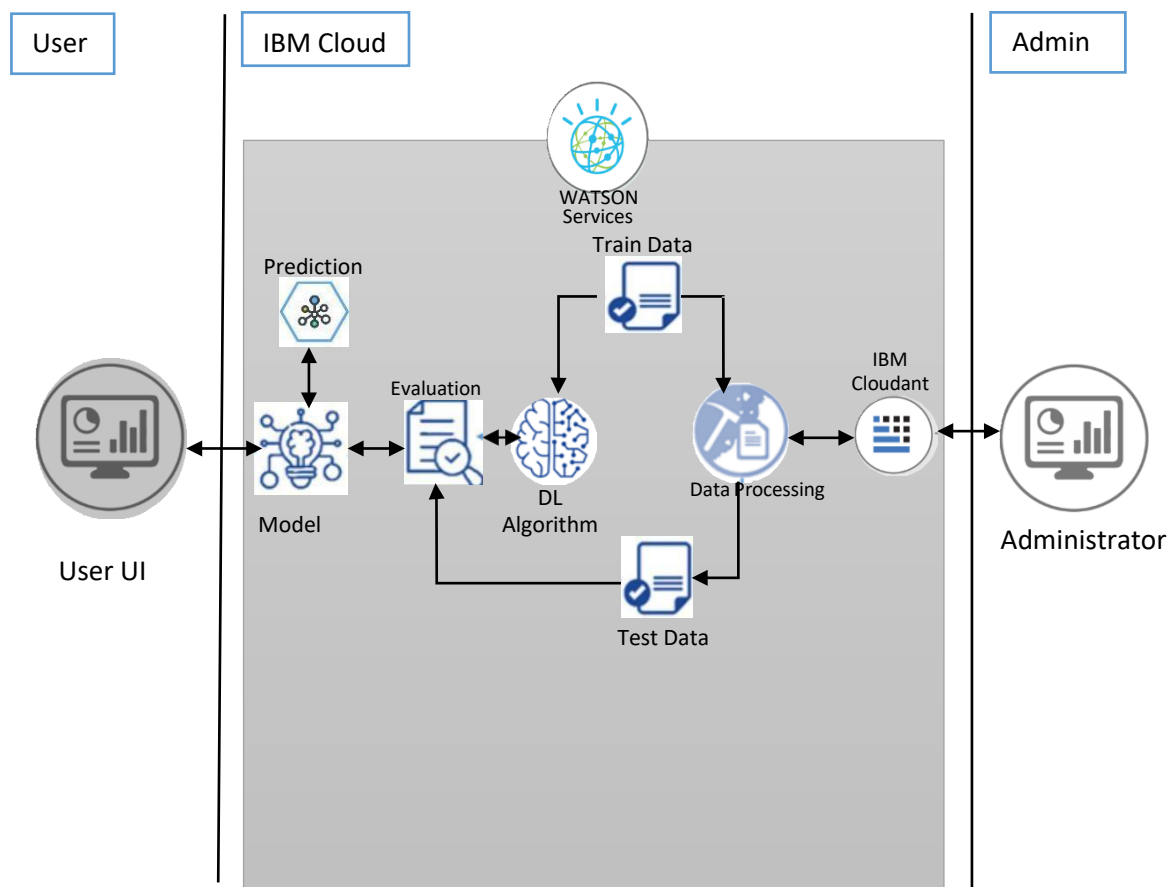 User
IBM Cloud
Admin
WATSON
Services
Train Data
Prediction
IBM
Cloudant
Evaluation
Data Processing
DL
Algorithm
Model
Administrator
User UI
Test Data